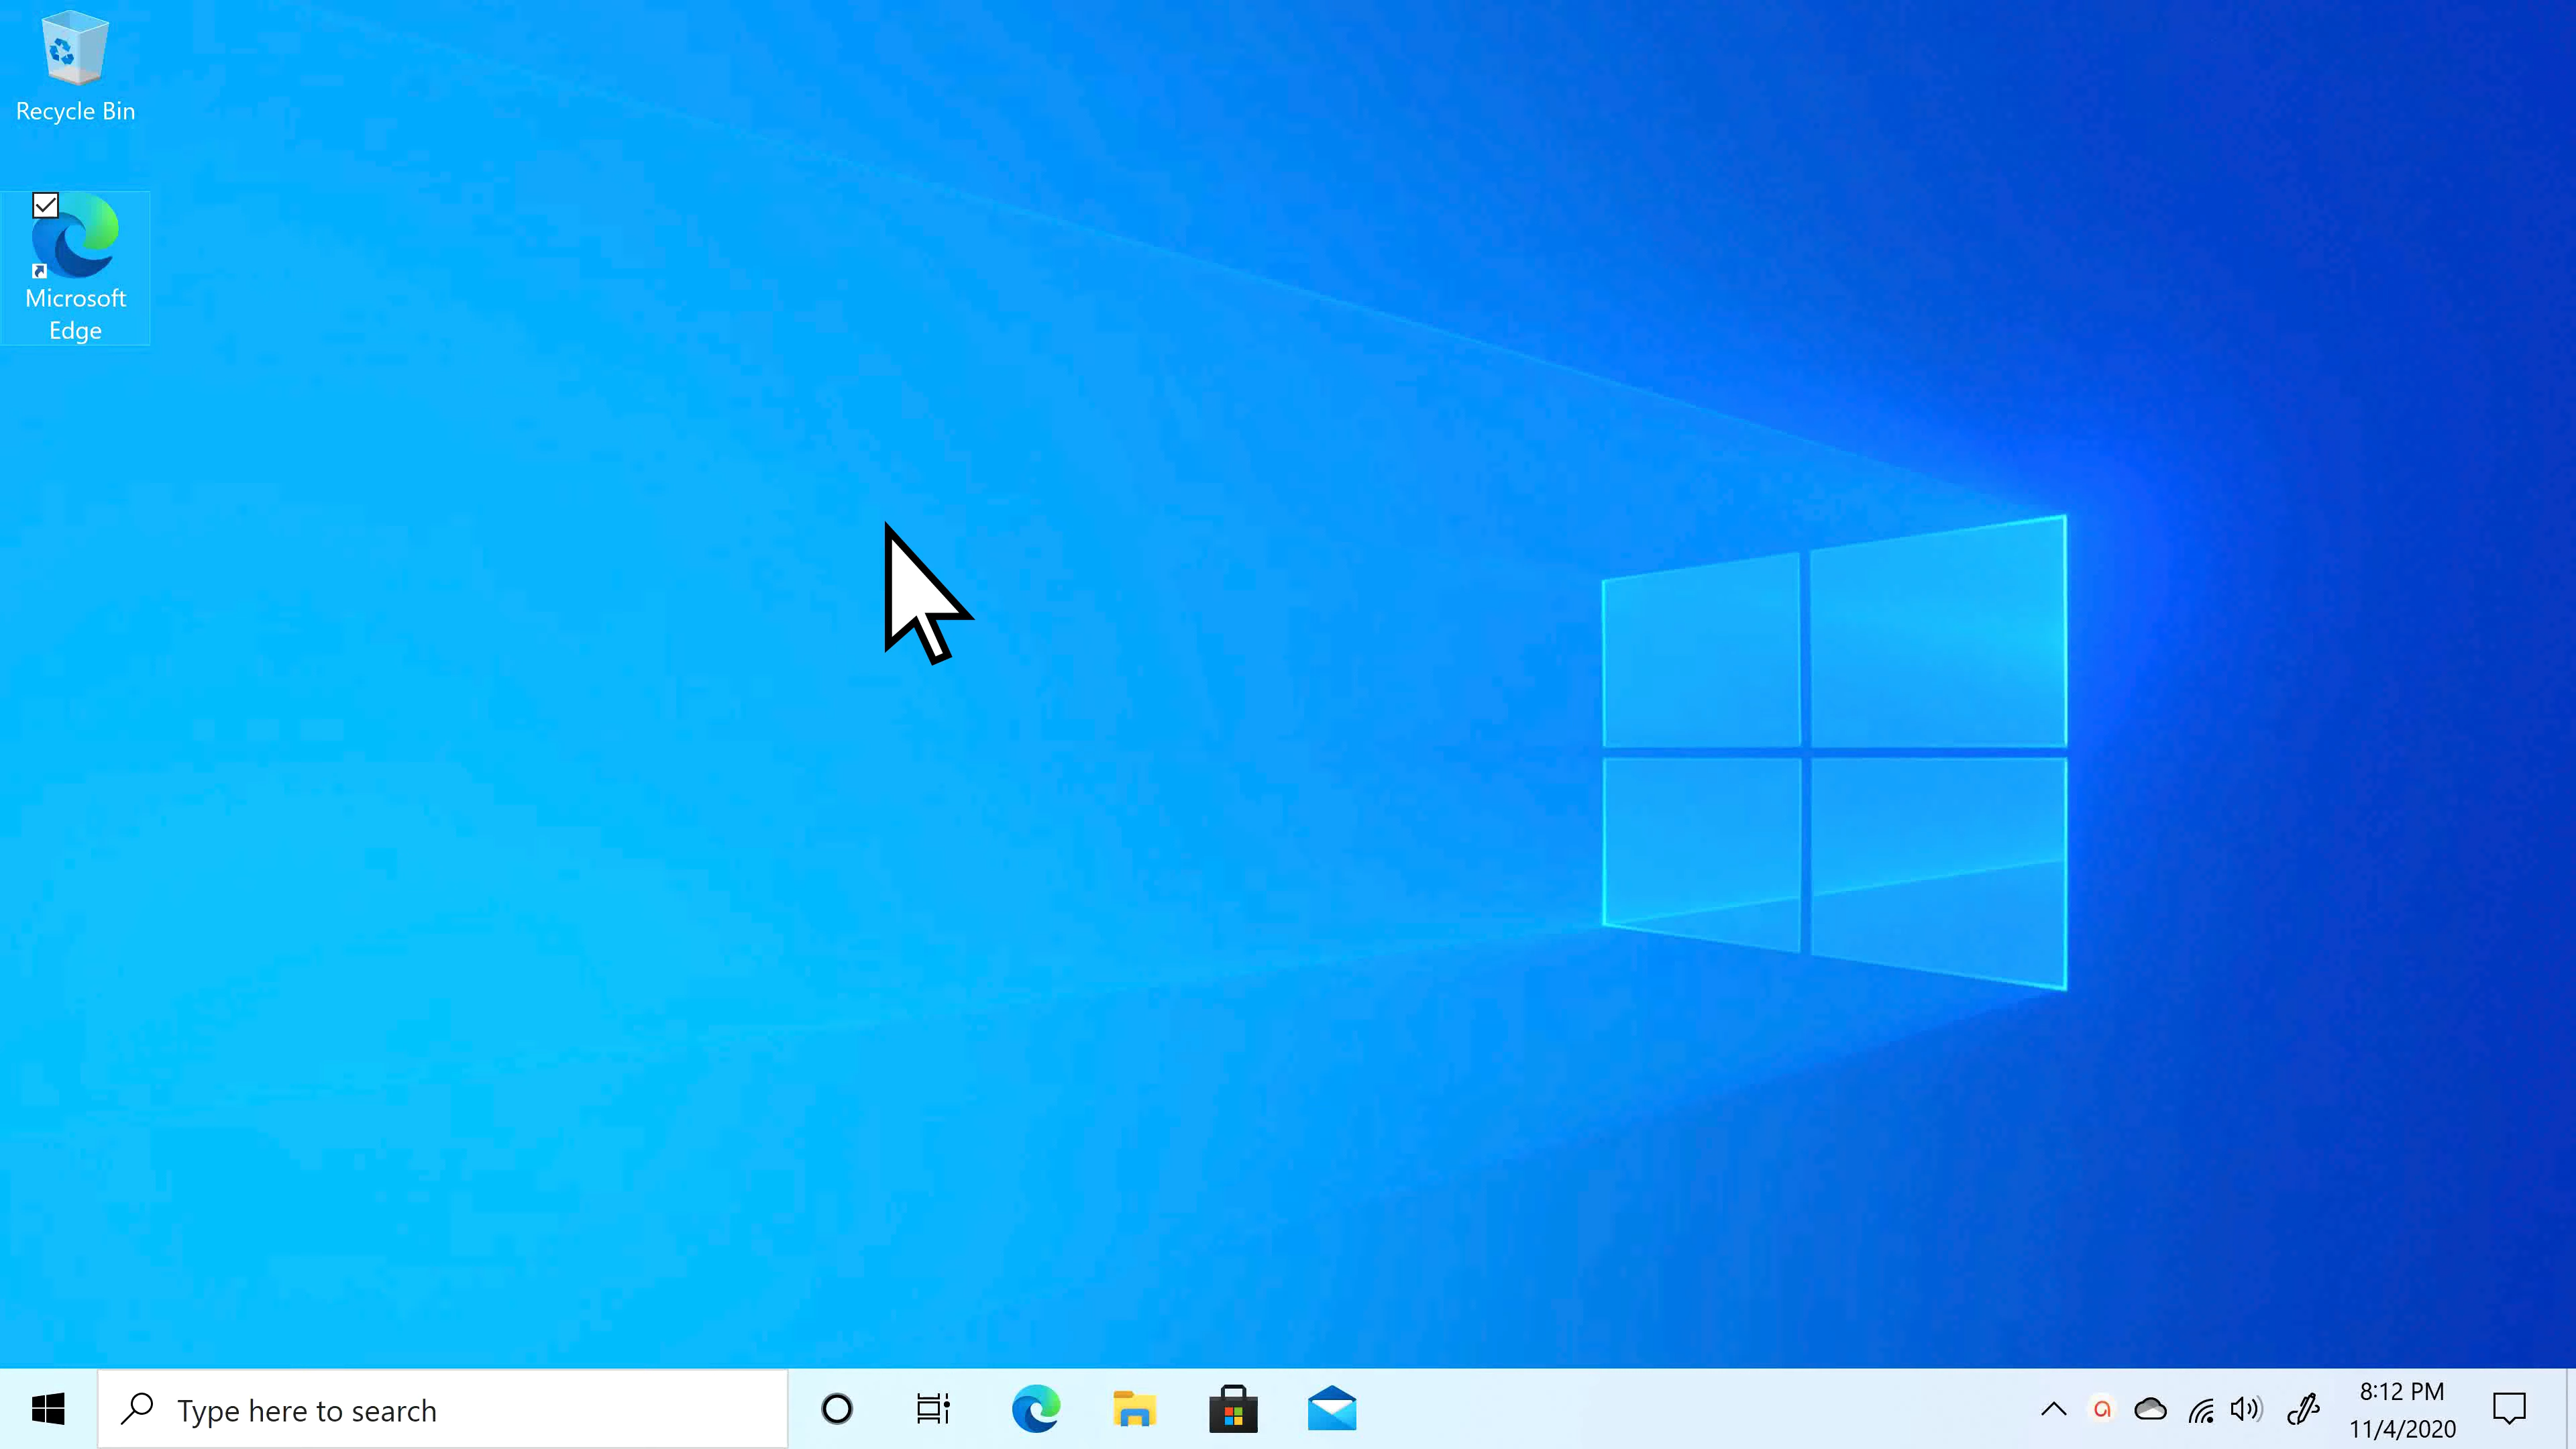 Recycle Bin
Microsoft
Edge
Type here to search
8:12 PM
11/4/2020